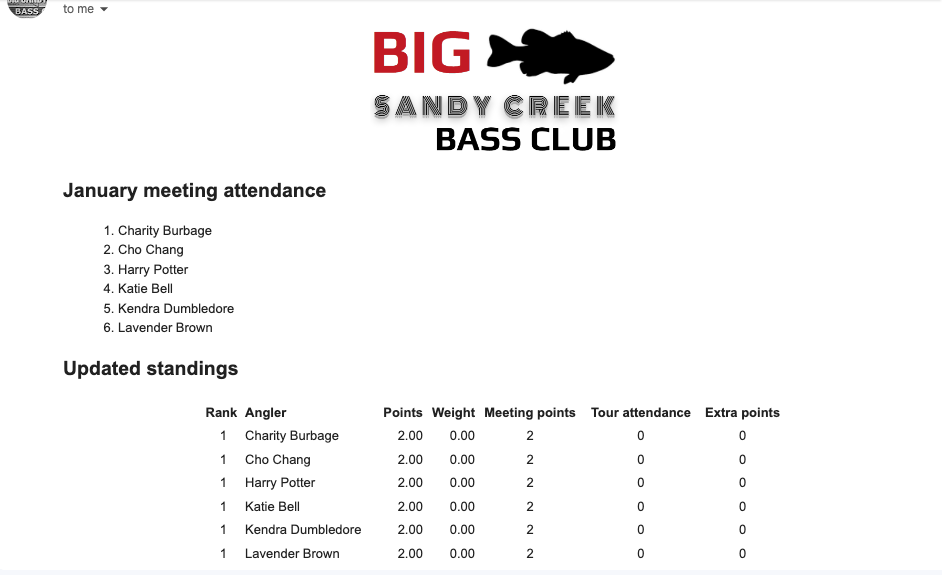 BASS
to me
BIG
SANDY CREEK
BASS CLUB
January meeting attendance
1. Charity Burbage
2. Cho Chang
3. Harry Potter
4. Katie Bell
5. Kendra Dumbledore
6. Lavender Brown
Updated standings
Rank Angler Points Weight Meeting points Tour attendance Extra points
1 Charity Burbage 2.00 0.00 2 0 0
1 Cho Chang 2.00 0.00 2 0 0
1 Harry Potter 2.00 0.00 2 0 0
1 Katie Bell 2.00 0.00 2 0 0
1 Kendra Dumbledore 2.00 0.00 2 0 0
1 Lavender Brown 2.00 0.00 2 0 0